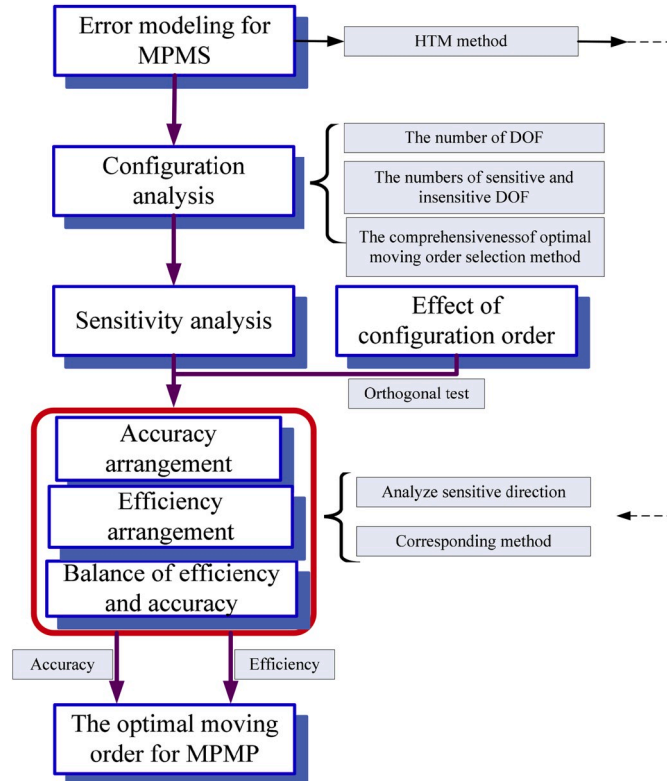 Error modeling for
MPMS
HTM method
Configuration
analysis
The number of DOF
The numbers of sensitive and
insensitive DOF
The comprehensivenessof optimal
moving order selection method
Sensitivity analysis
Effect of
configuration order
Orthogonal test
Accuracy
arrangement
Efficiency
arrangement
Balance of efficiency
and accuracy
Analyze sensitive direction
Corresponding method
Accuracy
Efficiency
The optimal moving
order for MPMP